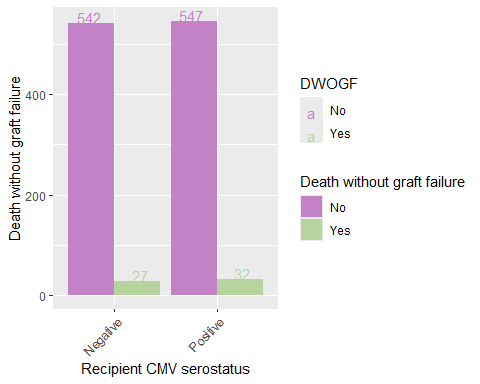 Death without graft failure
400
200
0
542
27
547
32
Negative
Positive
Recipient CMV serostatus
DWOGF
a No
a Yes
Death without graft failure
No
Yes